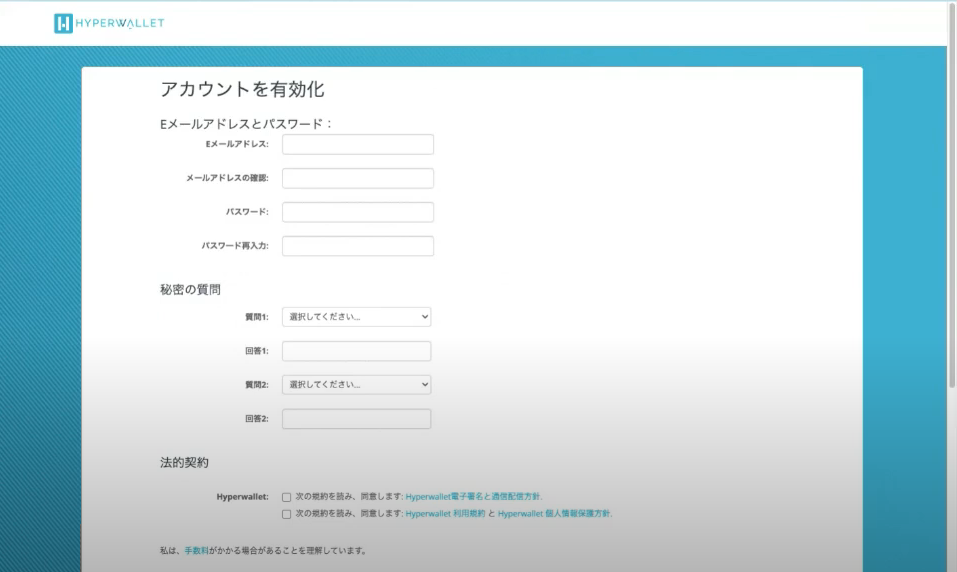 HYPERWALLET
アカウントを有効化
Eメールアドレスとパスワード：
Eメールアドレス:
メールアドレスの確認:
パスワード:
パスワード再入力:
秘密の質問
質問1: 選択してください...
回答1:
質問2: 選択してください...
回答2:
法的契約
Hyperwallet: 次の規約を読み、同意します: Hyperwallet電子署名と通信配信方針.
次の規約を読み、同意します: Hyperwallet 利用規約 と Hyperwallet 個人情報保護方針.
私は、手数料がかかる場合があることを理解しています。